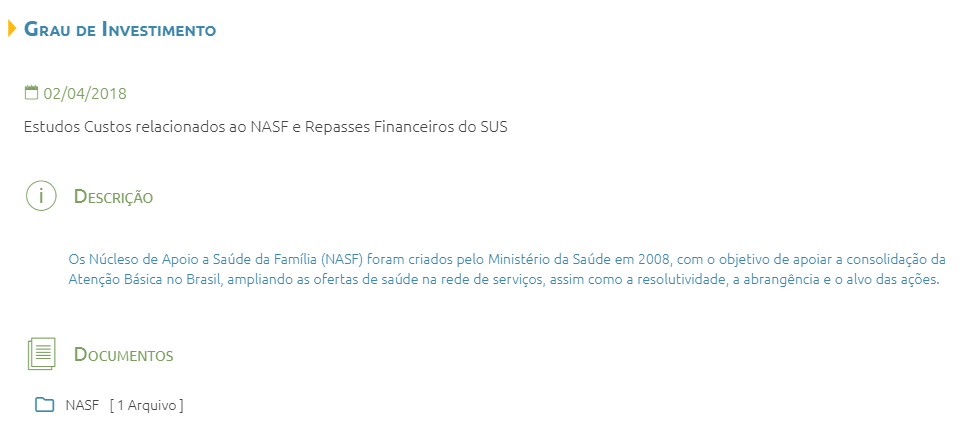 Grau de Investimento
02/04/2018
Estudos Custos relacionados ao NASF e Repasses Financeiros do SUS
Descrição
Os Núcleso de Apoio a Saúde da Família (NASF) foram criados pelo Ministério da Saúde em 2008, com o objetivo de apoiar a consolidação da
Atenção Básica no Brasil, ampliando as ofertas de saúde na rede de serviços, assim como a resolutividade, a abrangência e o alvo das ações.
Documentos
NASF [ 1 Arquivo ]